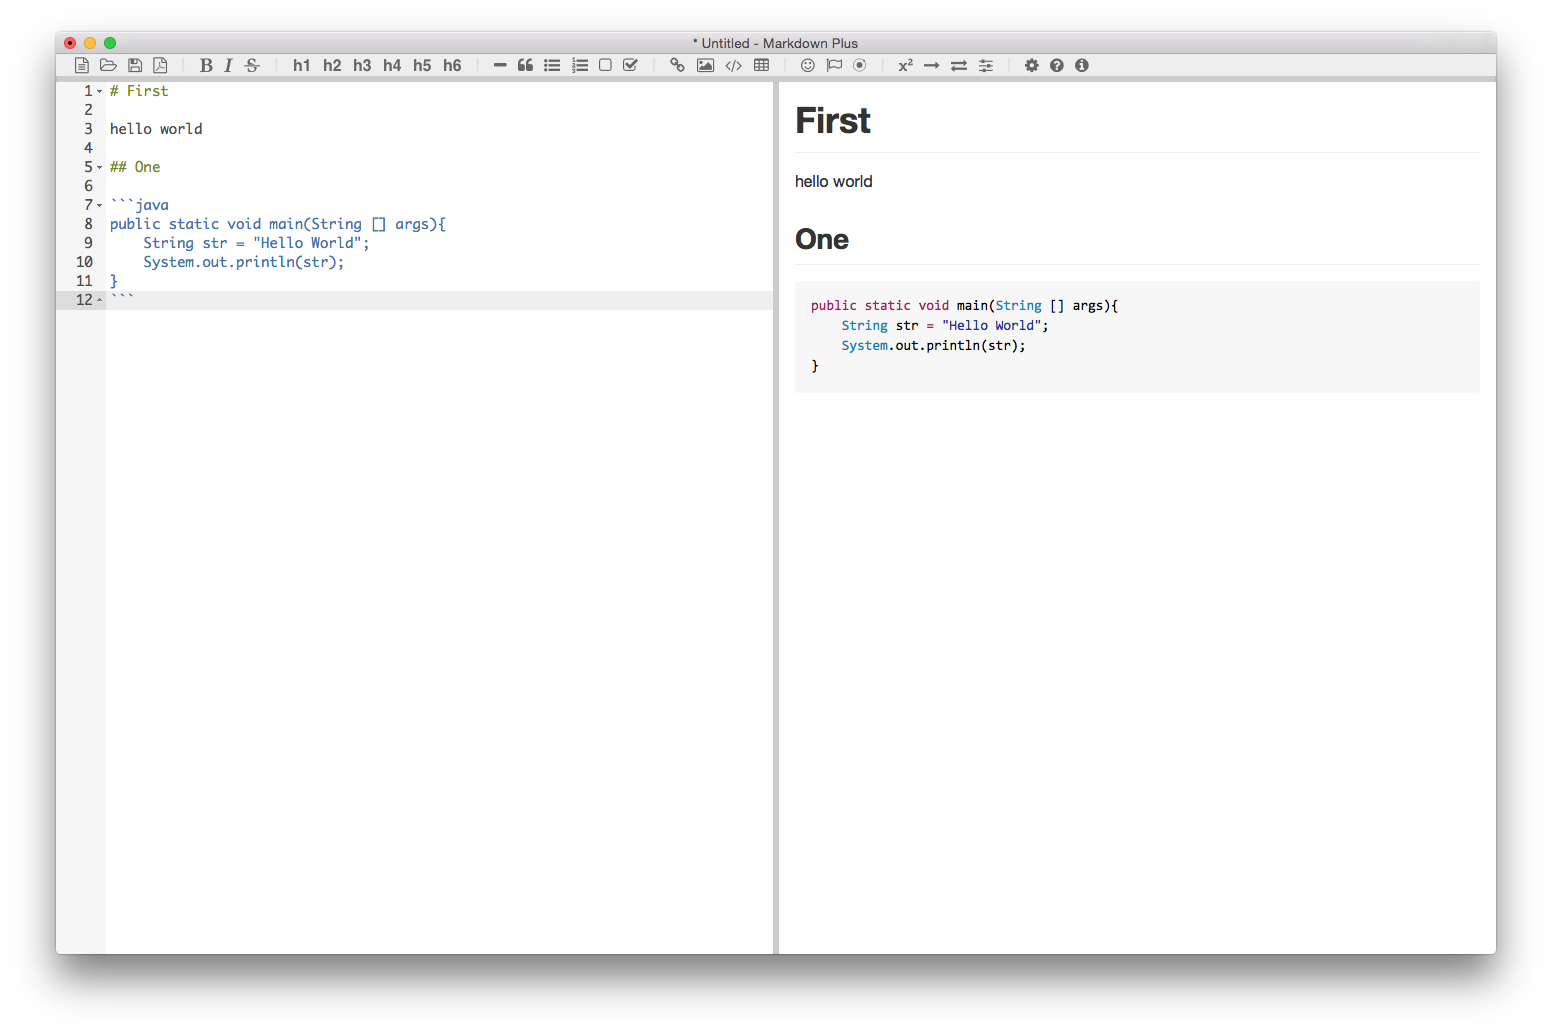 * Untitled - Markdown Plus
B I S h1 h2 h3 h4 h5 h6 x²
1 # First
2
3 hello world
4
5 ## One
6
7 ```java
8 public static void main(String [] args){
9     String str = "Hello World";
10     System.out.println(str);
11 }
12 ```
First
hello world
One
public static void main(String [] args){
    String str = "Hello World";
    System.out.println(str);
}